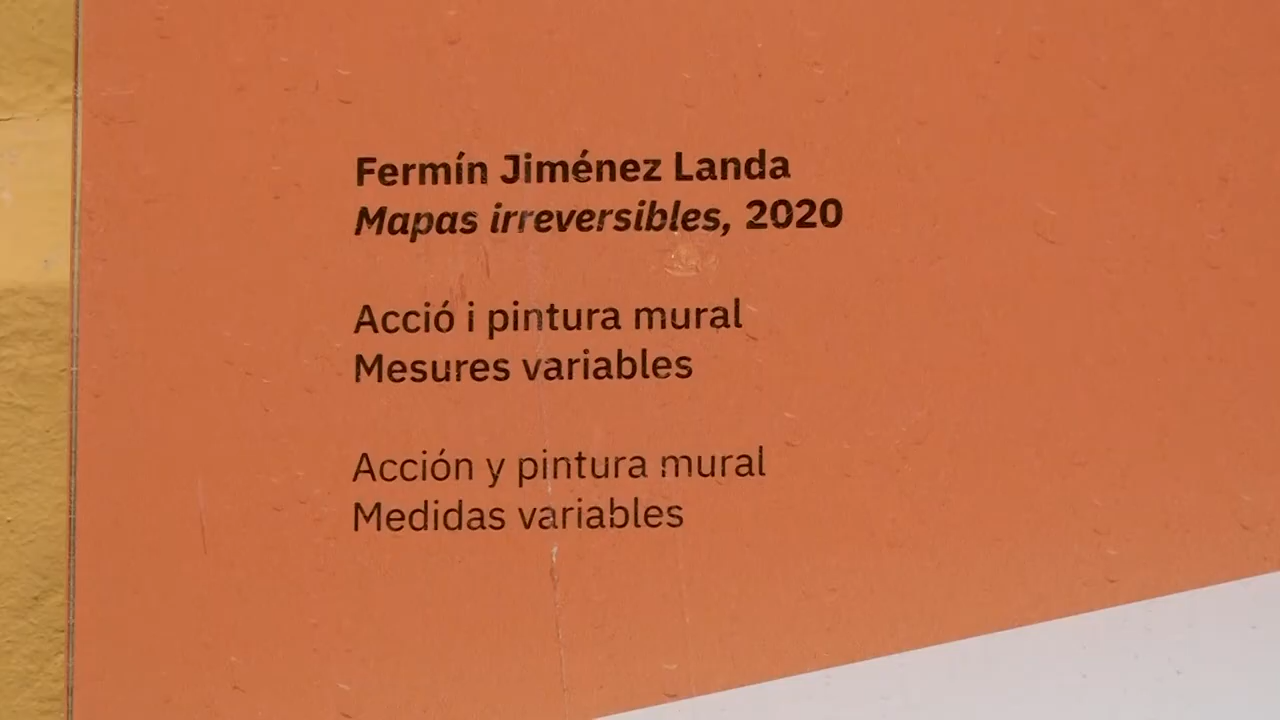 Fermín Jiménez Landa
Mapas irreversibles, 2020
Acció i pintura mural
Mesures variables
Acción y pintura mural
Medidas variables